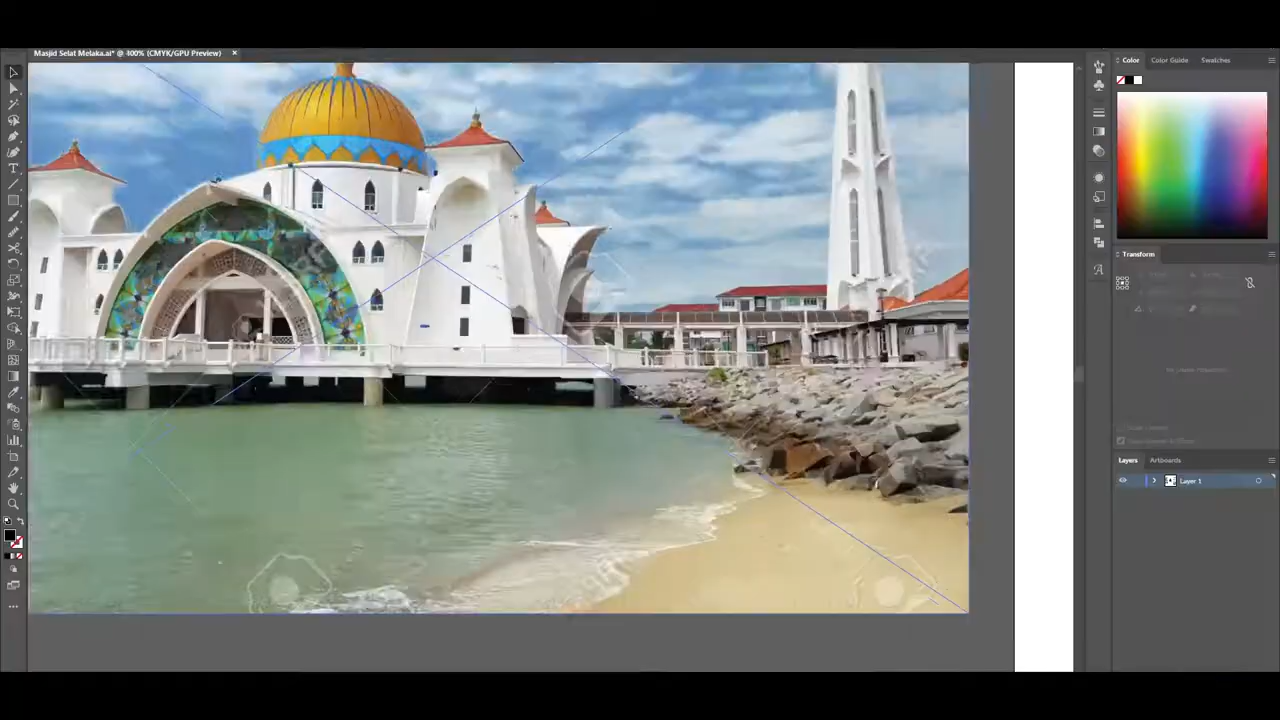 Masjid Selat Melaka.ai* @ 400% (CMYK/GPU Preview)
Color
Color Guide
Swatches
Transform
Layers
Artboards
Layer 1